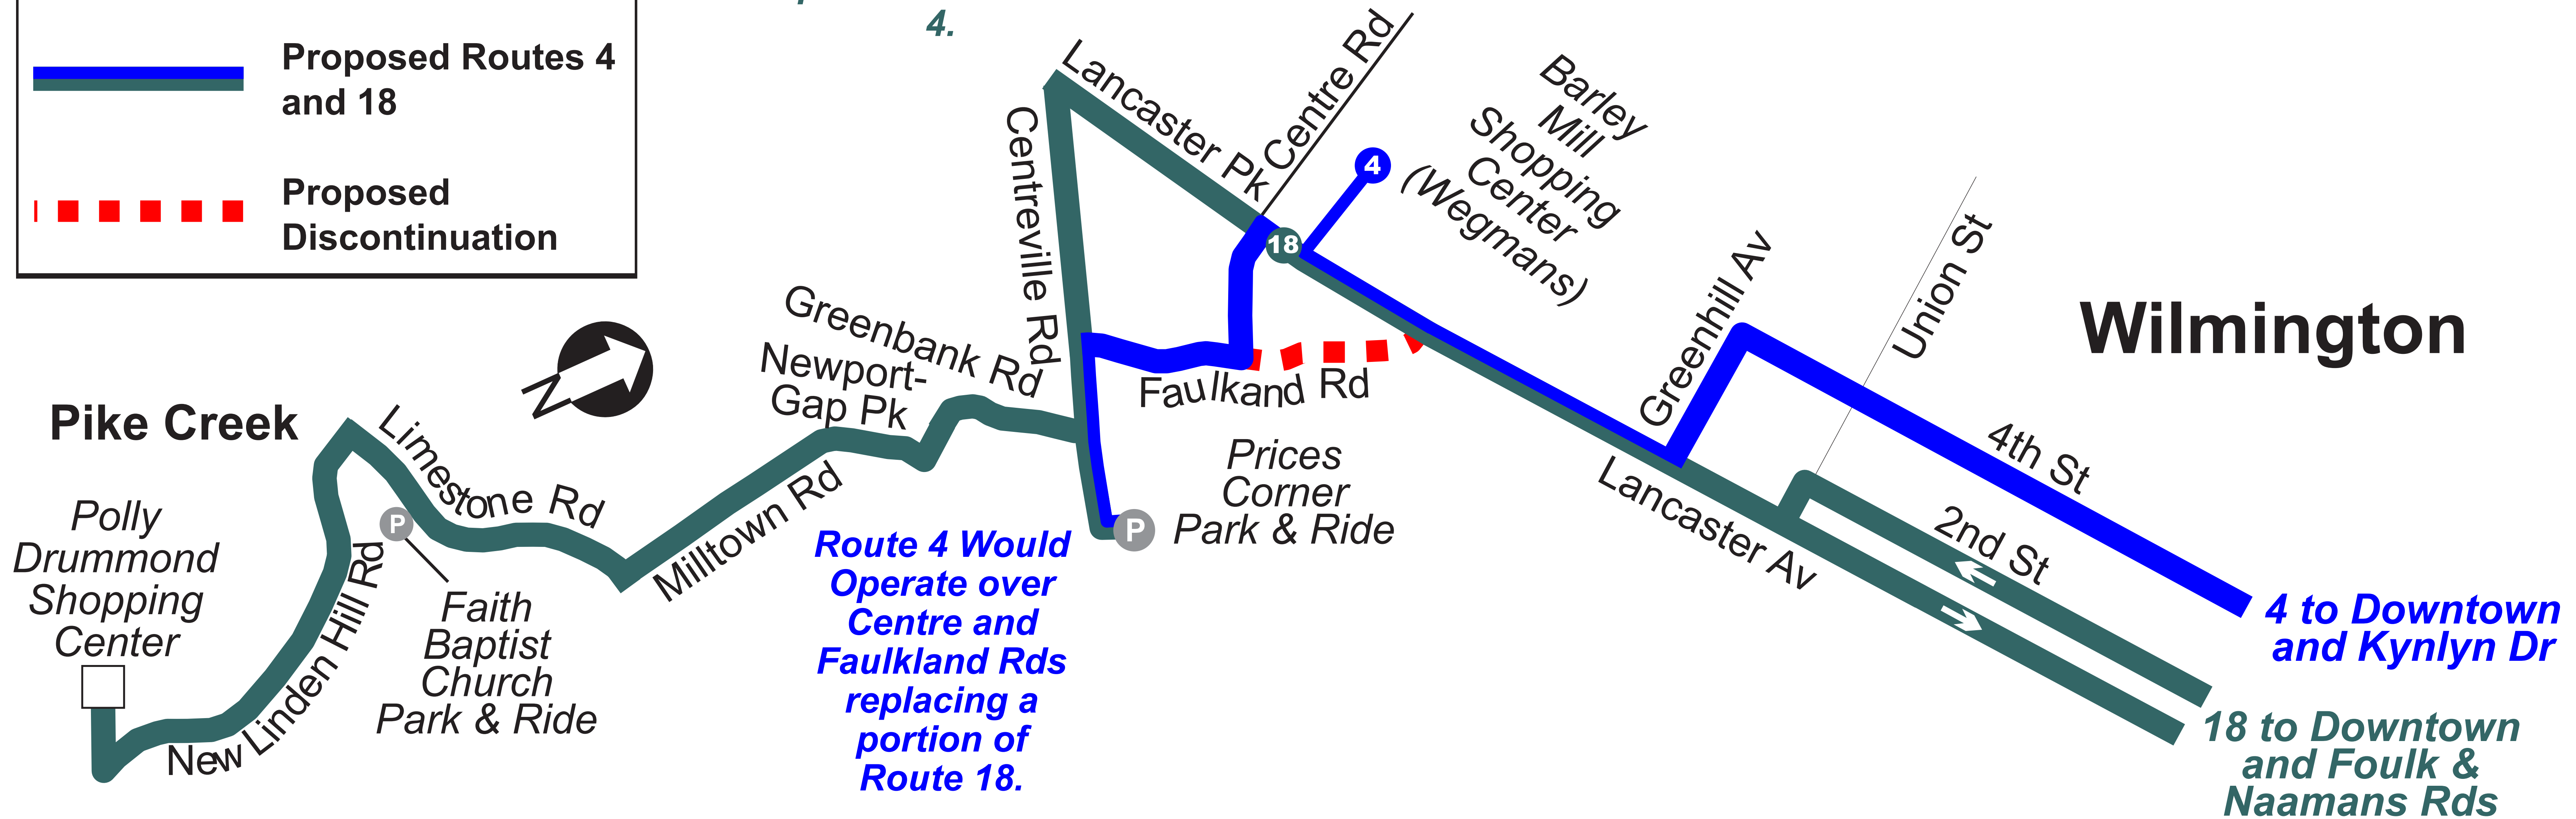 4.
Proposed Routes 4
and 18
Proposed
Discontinuation
Lancaster Pk
Centre Rd
Centreville Rd
4
18
Barley
Mill
Shopping
Center
(Wegmans)
Greenhill Av
Union St
Wilmington
Greenbank Rd
Newport-
Gap Pk
Faulkand Rd
N
Pike Creek
Limestone Rd
Milltown Rd
Prices
Corner
Park & Ride
P
4th St
2nd St
Lancaster Av
Polly
Drummond
Shopping
Center
P
New Linden Hill Rd
Faith
Baptist
Church
Park & Ride
Route 4 Would
Operate over
Centre and
Faulkland Rds
replacing a
portion of
Route 18.
4 to Downtown
and Kynlyn Dr
18 to Downtown
and Foulk &
Naamans Rds